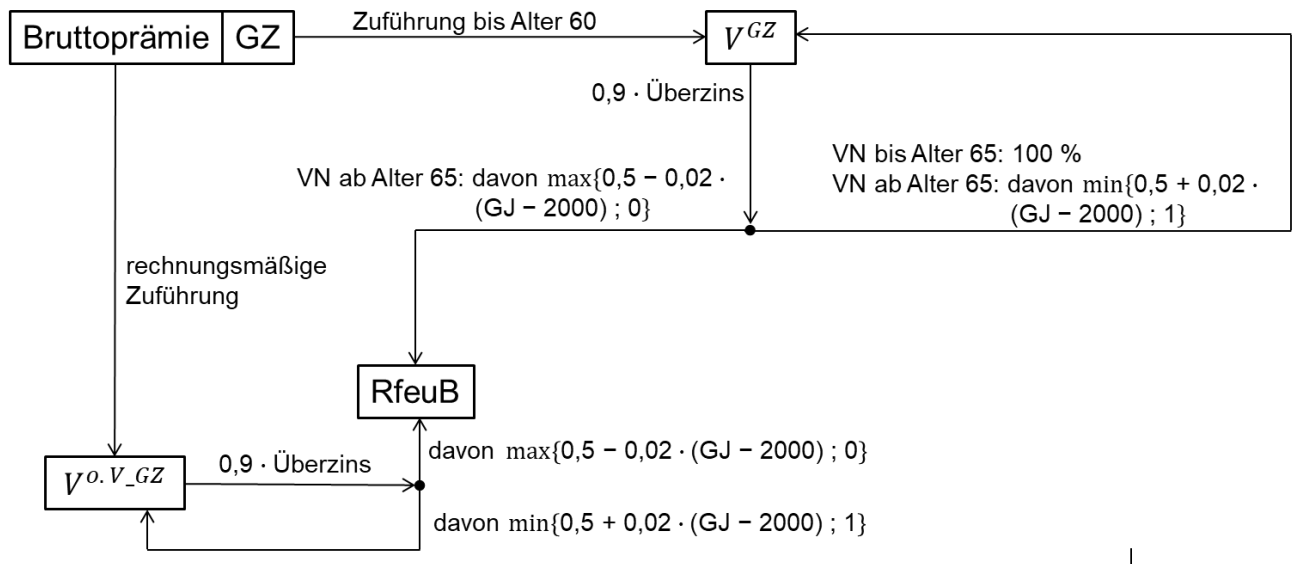 Bruttoprämie GZ
Zuführung bis Alter 60
V^{GZ}
0,9 · Überzins
VN ab Alter 65: davon max{0,5 − 0,02 ·
(GJ − 2000) ; 0}
VN bis Alter 65: 100 %
VN ab Alter 65: davon min{0,5 + 0,02 ·
(GJ − 2000) ; 1}
rechnungsmäßige
Zuführung
RfeuB
davon max{0,5 − 0,02 · (GJ − 2000) ; 0}
V^{o. V_GZ}
0,9 · Überzins
davon min{0,5 + 0,02 · (GJ − 2000) ; 1}